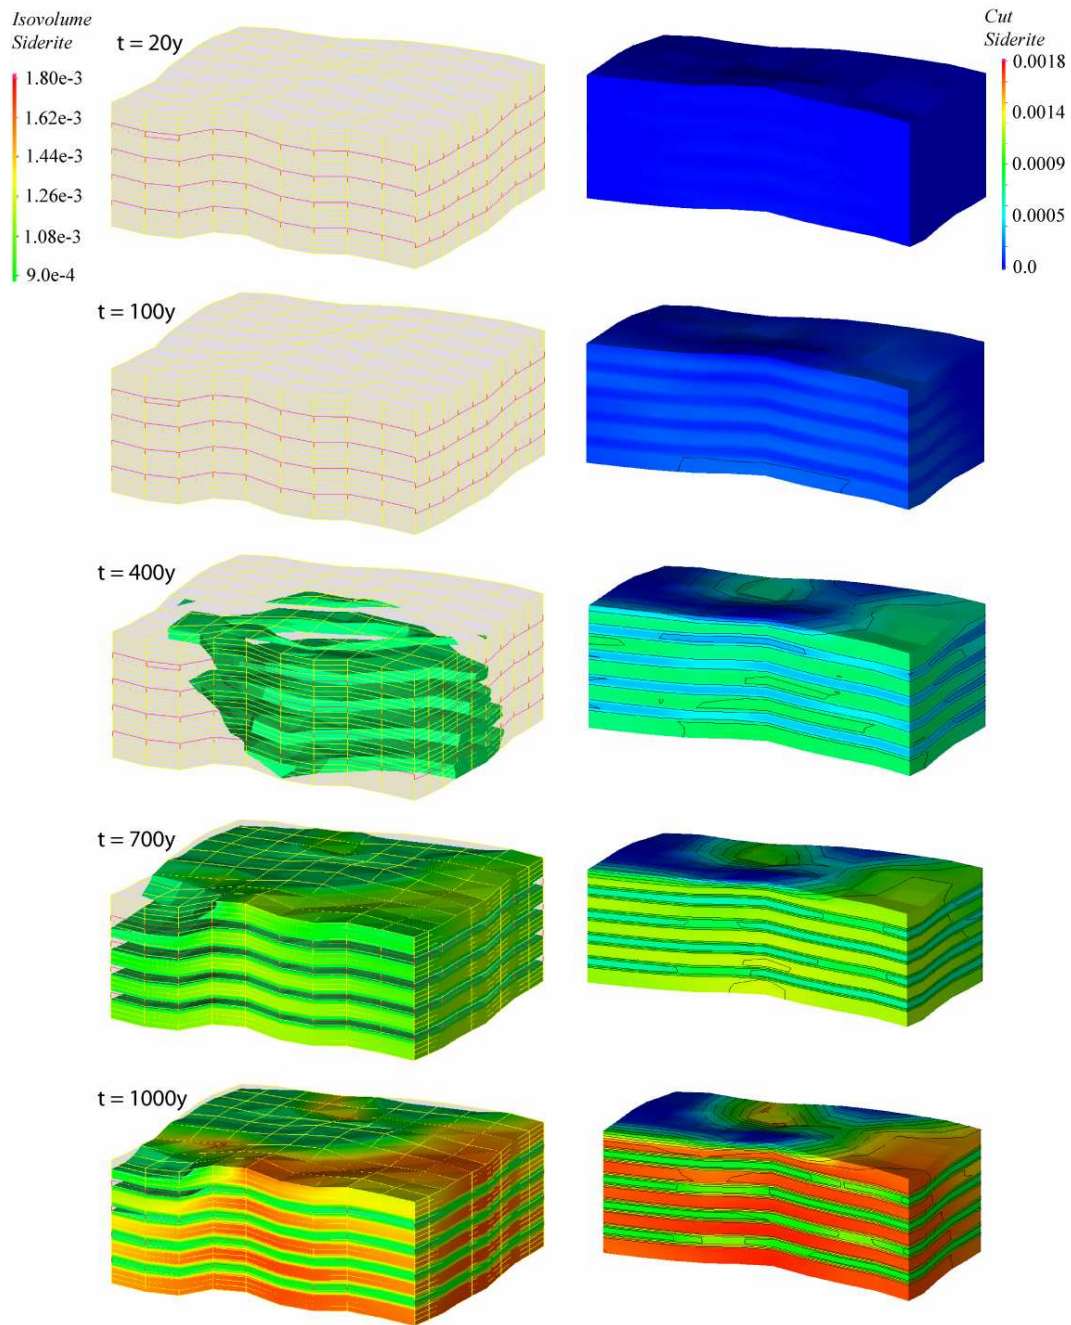 Isovolume
Siderite
1.80e-3
1.62e-3
1.44e-3
1.26e-3
1.08e-3
9.0e-4
t = 20y
Cut
Siderite
0.0018
0.0014
0.0009
0.0005
0.0
t = 100y
t = 400y
t = 700y
t = 1000y